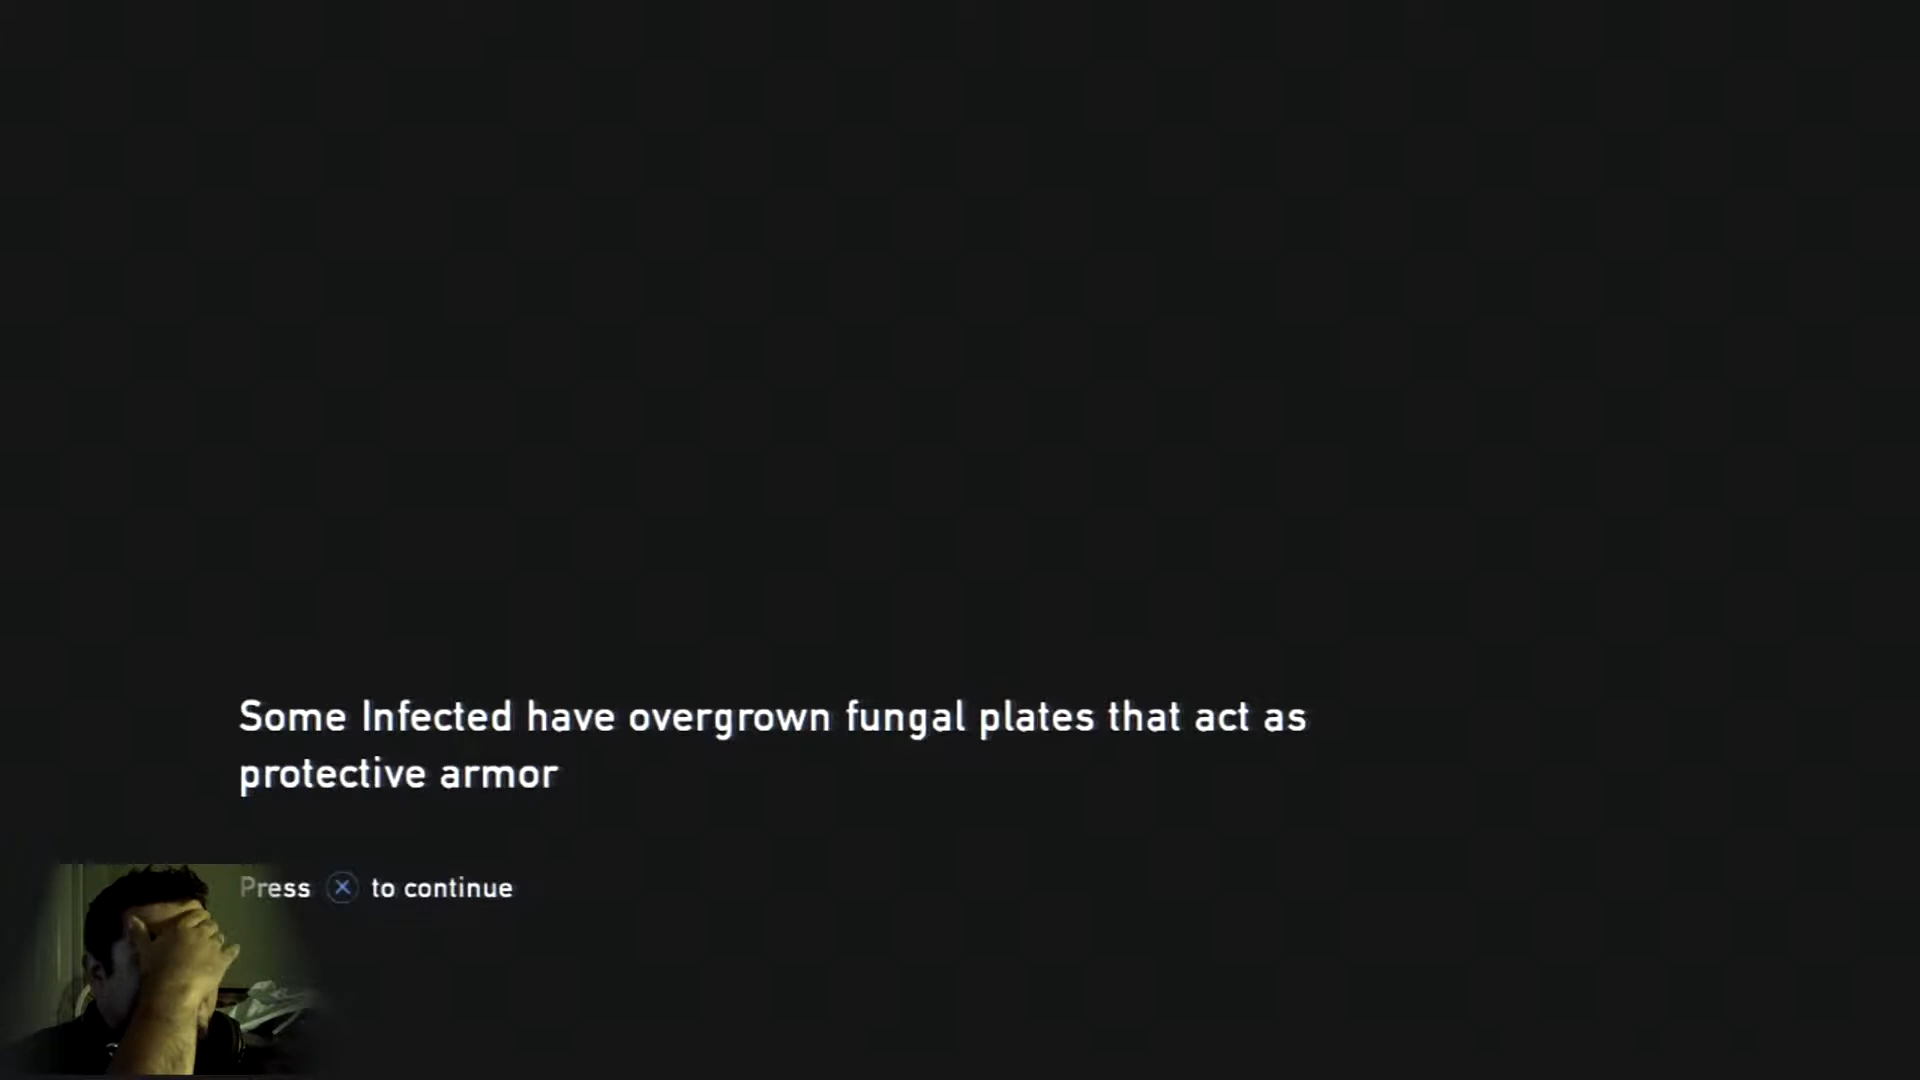 Some Infected have overgrown fungal plates that act as
protective armor
Press ⓧ to continue